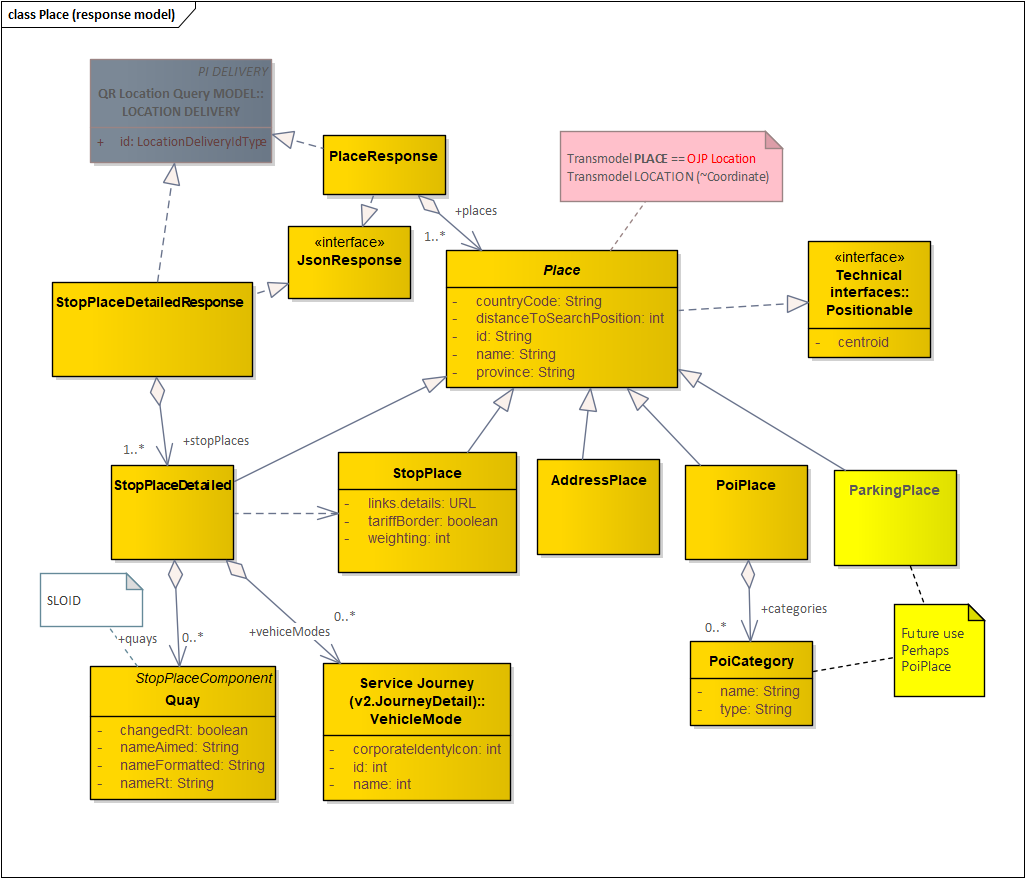 class Place (response model)
PI DELIVERY
QR Location Query MODEL::
LOCATION DELIVERY
+ id: LocationDeliveryIdType
PlaceResponse
Transmodel PLACE == OJP Location
Transmodel LOCATION (~Coordinate)
+places
1..*
«interface»
JsonResponse
Place
- countryCode: String
- distanceToSearchPosition: int
- id: String
- name: String
- province: String
«interface»
Technical
interfaces::
Positionable
- centroid
StopPlaceDetailedResponse
1..*
+stopPlaces
StopPlaceDetailed
StopPlace
- links.details: URL
- tariffBorder: boolean
- weighting: int
AddressPlace
PoiPlace
ParkingPlace
SLOID
+quays
0..*
+vehiceModes
0..*
+categories
0..*
Future use
Perhaps
PoiPlace
StopPlaceComponent
Quay
- changedRt: boolean
- nameAimed: String
- nameFormatted: String
- nameRt: String
Service Journey
(v2.JourneyDetail)::
VehicleMode
- corporateIdentyIcon: int
- id: int
- name: int
PoiCategory
- name: String
- type: String